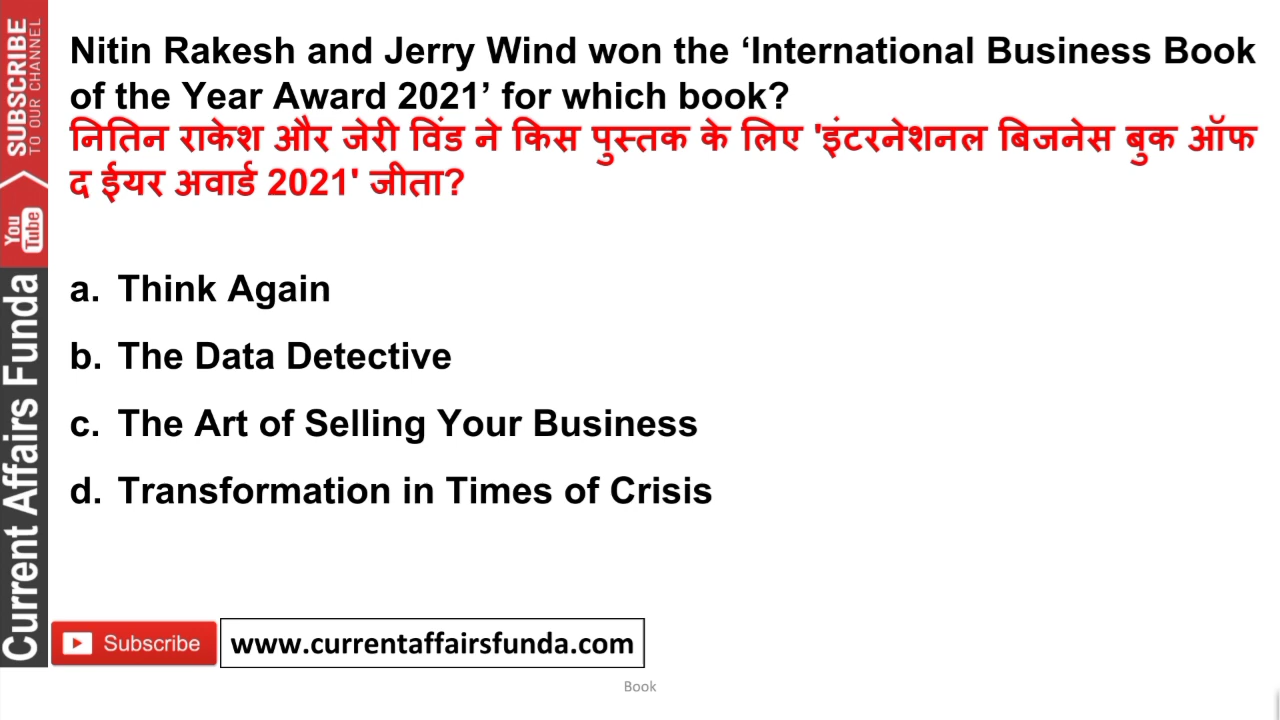 SUBSCRIBE
TO OUR CHANNEL
You
Tube
Current Affairs Funda
Nitin Rakesh and Jerry Wind won the ‘International Business Book
of the Year Award 2021’ for which book?
नितिन राकेश और जेरी विंड ने किस पुस्तक के लिए 'इंटरनेशनल बिजनेस बुक ऑफ
द ईयर अवार्ड 2021' जीता?
a. Think Again
b. The Data Detective
c. The Art of Selling Your Business
d. Transformation in Times of Crisis
Subscribe
www.currentaffairsfunda.com
Book